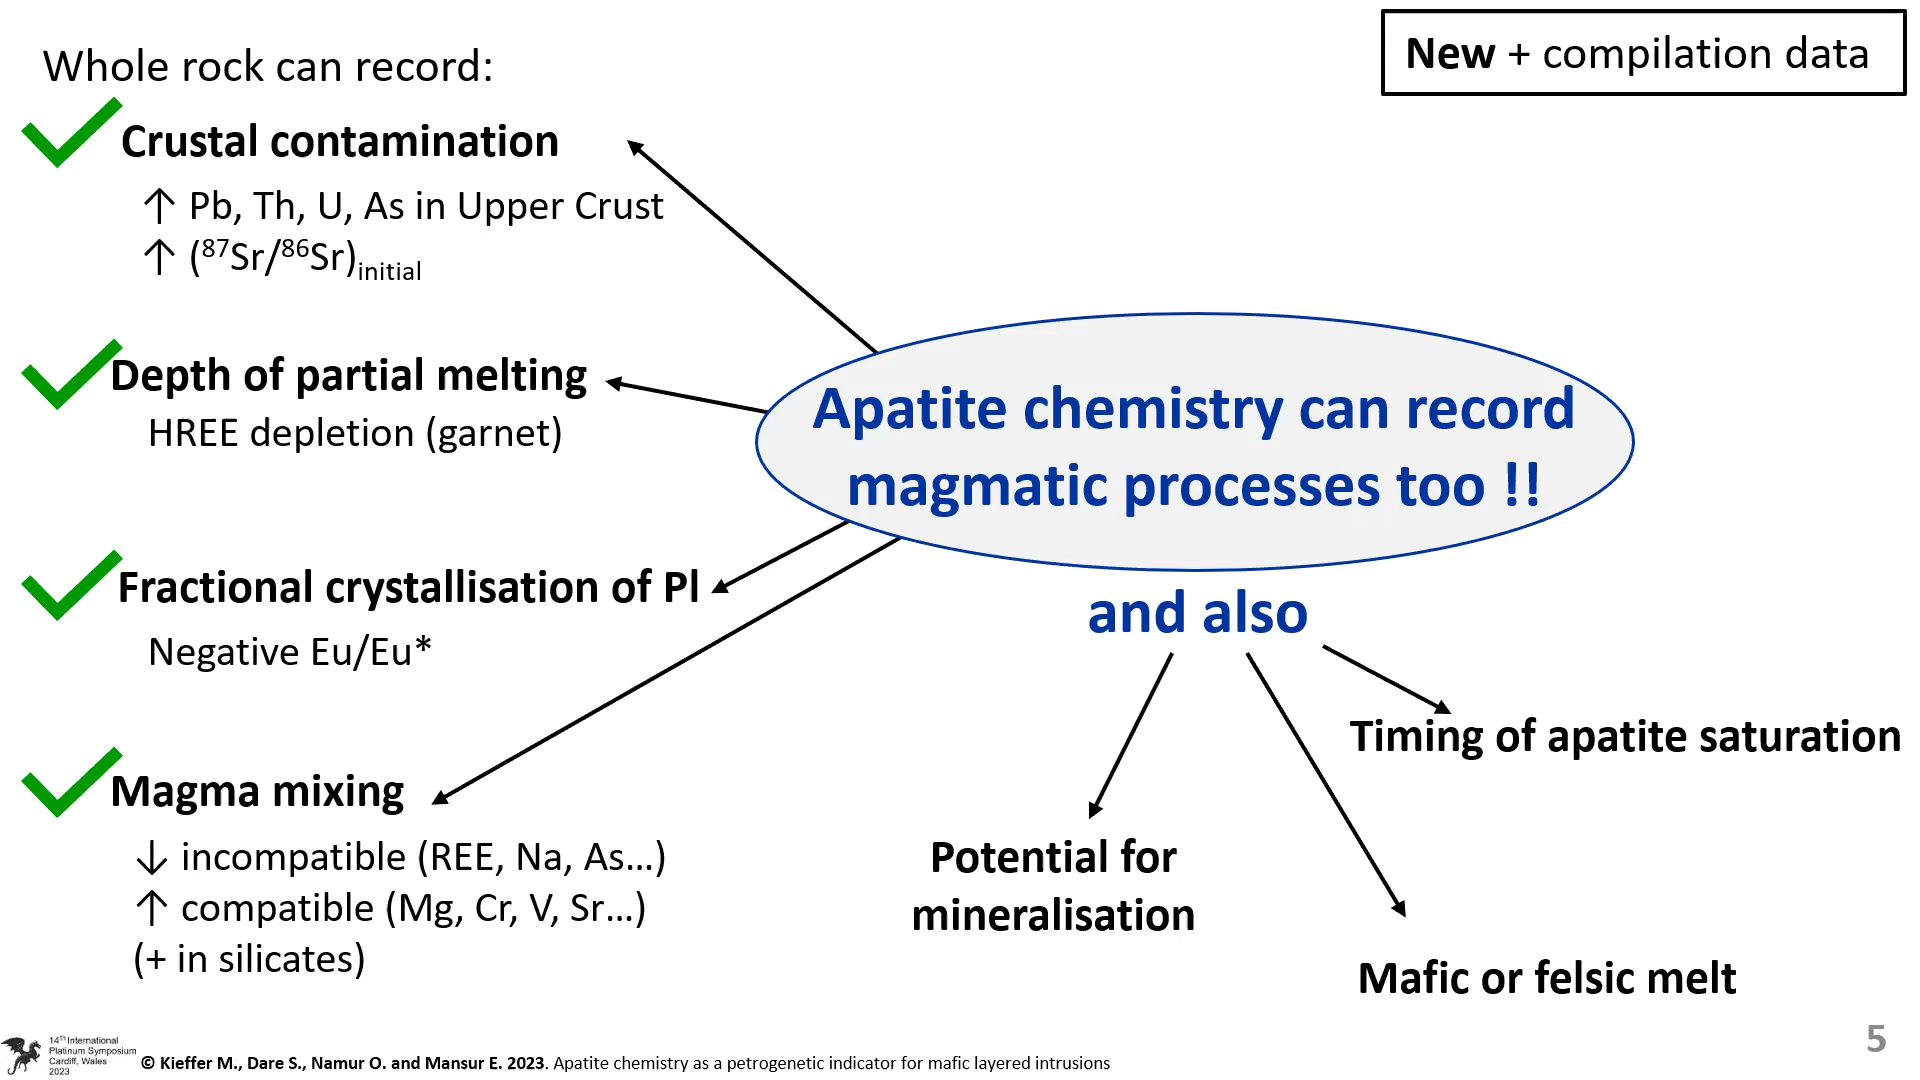 Whole rock can record:
New + compilation data
Crustal contamination
↑ Pb, Th, U, As in Upper Crust
↑ (⁸⁷Sr/⁸⁶Sr)initial
Depth of partial melting
HREE depletion (garnet)
Apatite chemistry can record
magmatic processes too !!
Fractional crystallisation of Pl
Negative Eu/Eu*
and also
Magma mixing
↓ incompatible (REE, Na, As...)
↑ compatible (Mg, Cr, V, Sr...)
(+ in silicates)
Timing of apatite saturation
Potential for
mineralisation
Mafic or felsic melt
14th International
Platinum Symposium
Cardiff, Wales
2023
© Kieffer M., Dare S., Namur O. and Mansur E. 2023. Apatite chemistry as a petrogenetic indicator for mafic layered intrusions
5